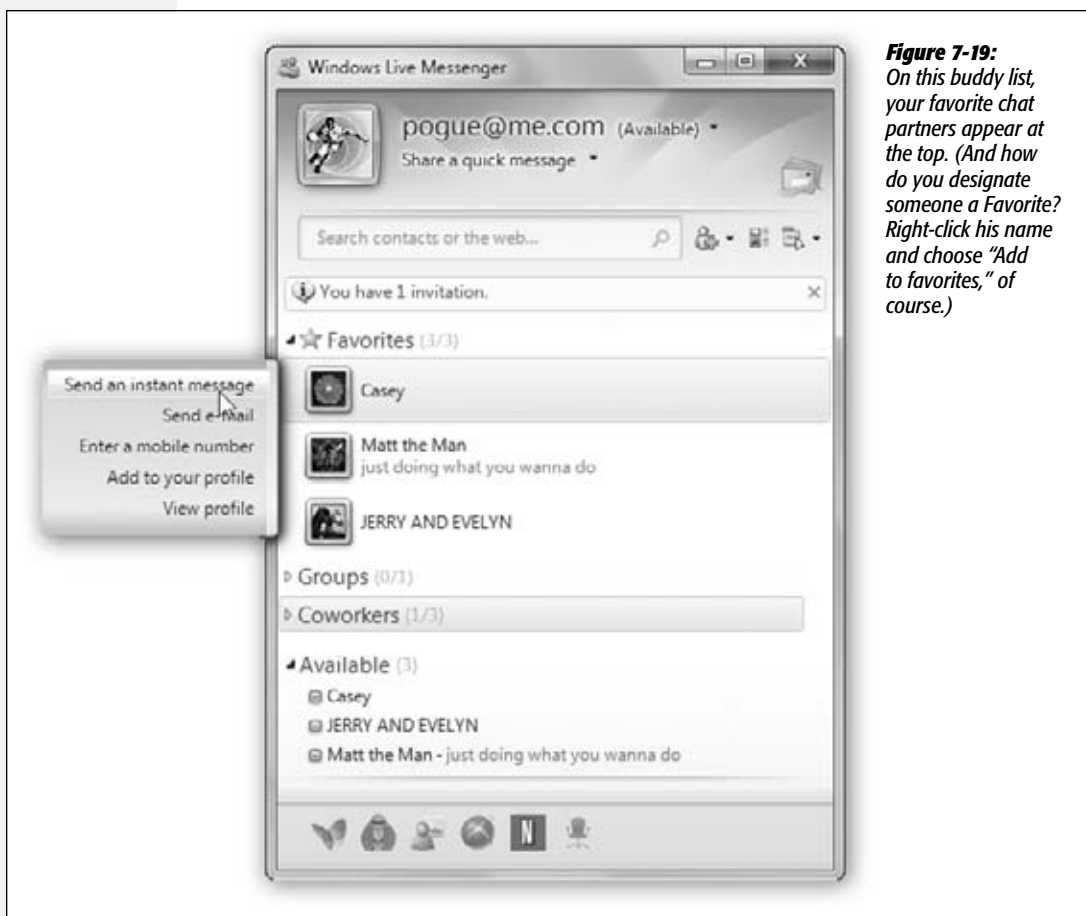 Windows Live Messenger
pogue@me.com (Available)
Share a quick message
Search contacts or the web...
You have 1 invitation.
Favorites (3/3)
Casey
Matt the Man
just doing what you wanna do
JERRY AND EVELYN
Groups (0/1)
Coworkers (1/3)
Available (3)
Casey
JERRY AND EVELYN
Matt the Man - just doing what you wanna do
N
Send an instant message
Send e-mail
Enter a mobile number
Add to your profile
View profile
Figure 7-19:
On this buddy list,
your favorite chat
partners appear at
the top. (And how
do you designate
someone a Favorite?
Right-click his name
and choose “Add
to favorites,” of
course.)